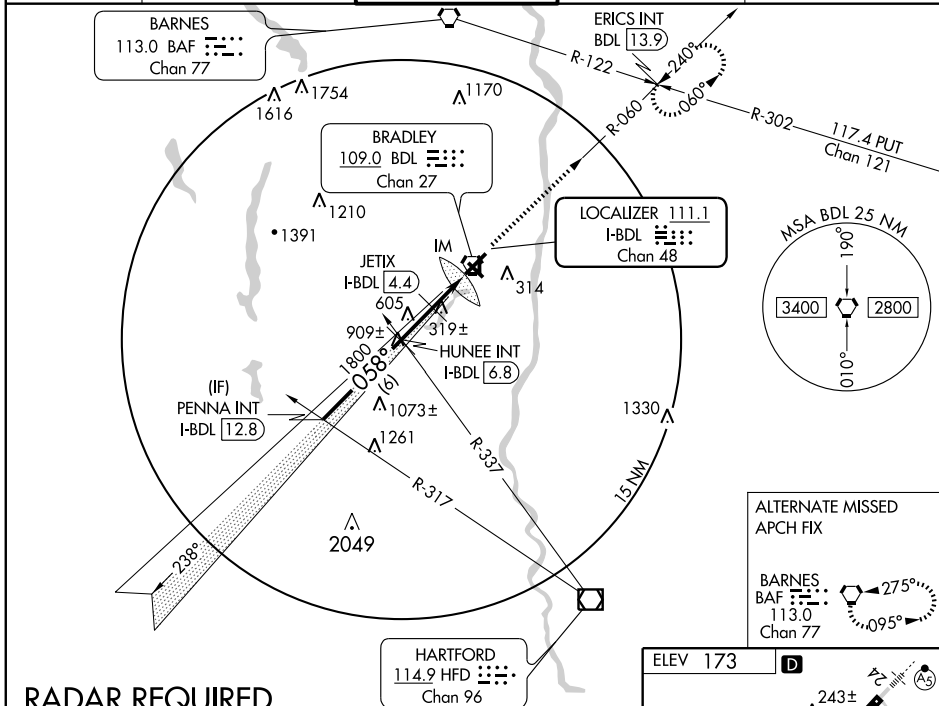 BARNES
113.0 BAF
Chan 77
ERICS INT
BDL 13.9
R-122
240°
060°
R-060
R-302
117.4 PUT
Chan 121
1616
1754
1170
BRADLEY
109.0 BDL
Chan 27
1210
1391
LOCALIZER 111.1
I-BDL
Chan 48
MSA BDL 25 NM
190°
3400
2800
010°
IM
JETIX
I-BDL 4.4
314
605
319±
909±
HUNEE INT
I-BDL 6.8
1800
058°
(6)
(IF)
PENNA INT
I-BDL 12.8
1073±
1261
1330
R-337
R-317
15 NM
2049
238°
ALTERNATE MISSED
APCH FIX
BARNES
BAF
113.0
Chan 77
275°
095°
HARTFORD
114.9 HFD
Chan 96
RADAR REQUIRED
ELEV 173
D
24
A5
243±